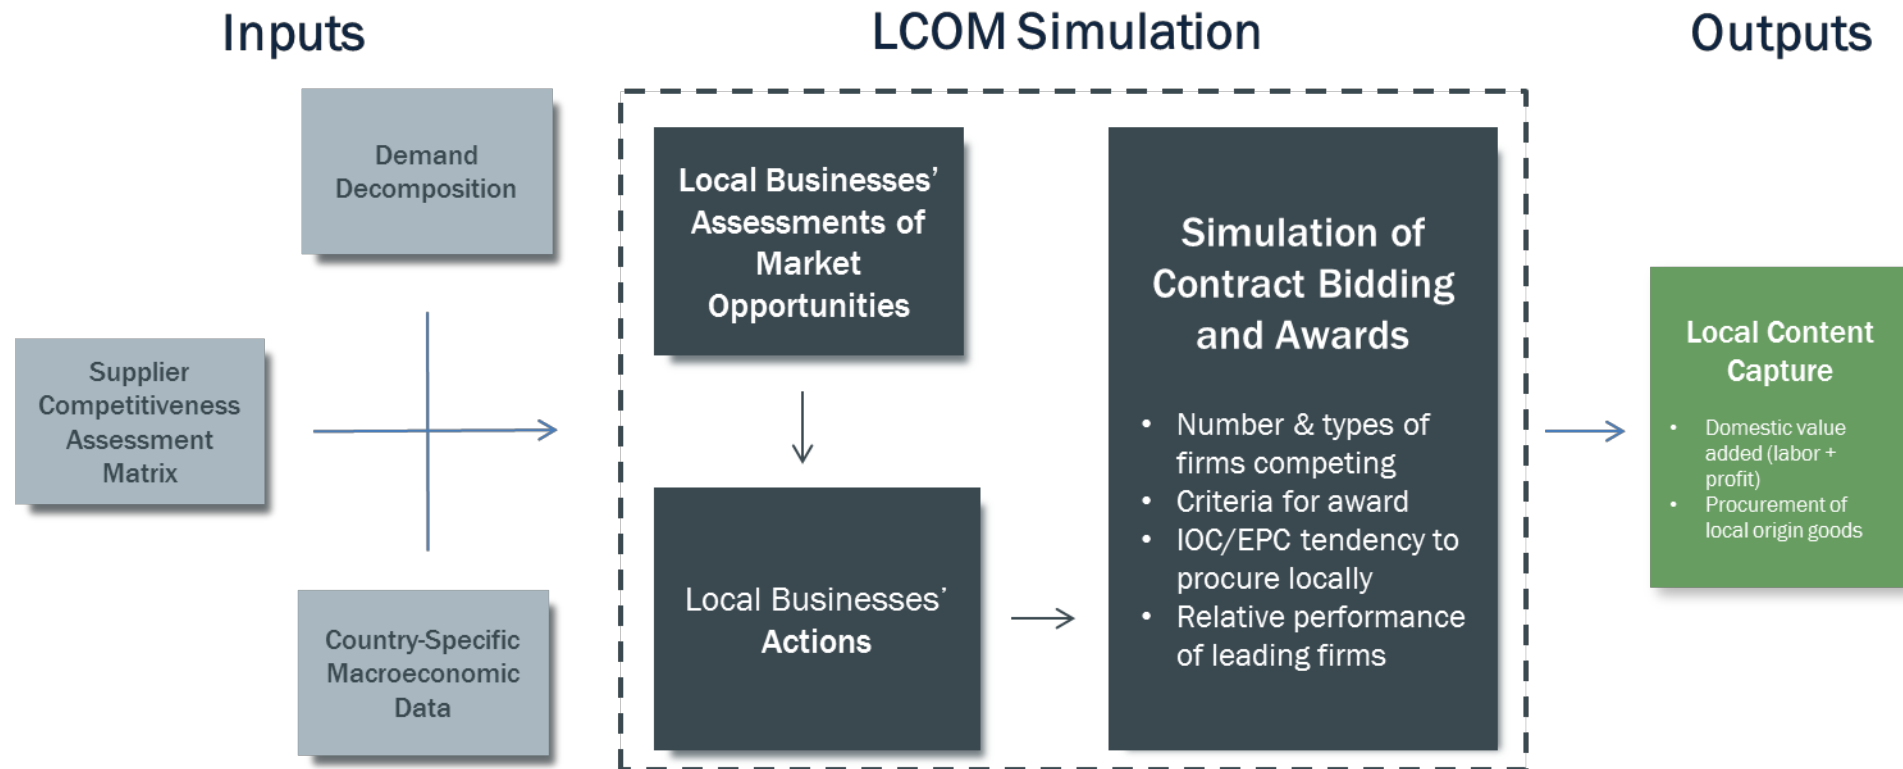 Inputs
LCOM Simulation
Outputs
Demand
Decomposition
Supplier
Competitiveness
Assessment
Matrix
Country-Specific
Macroeconomic
Data
Local Businesses’
Assessments of
Market
Opportunities
Local Businesses’
Actions
Simulation of
Contract Bidding
and Awards
• Number & types of
firms competing
• Criteria for award
• IOC/EPC tendency to
procure locally
• Relative performance
of leading firms
Local Content
Capture
• Domestic value
added (labor +
profit)
• Procurement of
local origin goods